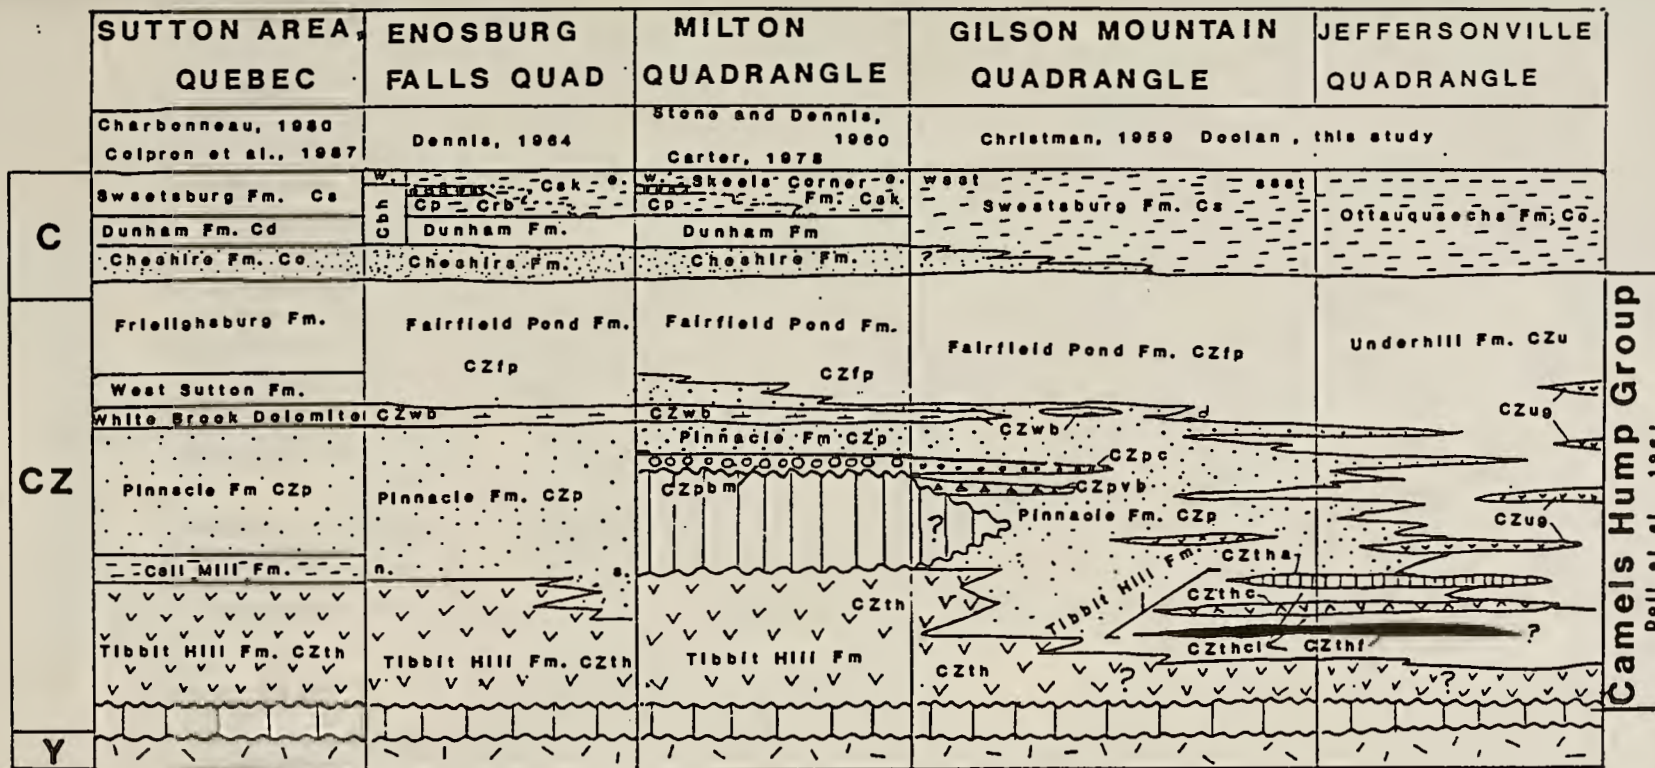 SUTTON AREA,
QUEBEC
ENOSBURG
FALLS QUAD
MILTON
QUADRANGLE
GILSON MOUNTAIN
QUADRANGLE
JEFFERSONVILLE
QUADRANGLE
Charbonneau, 1980
Colpron et al., 1987
Dennis, 1964
Stone and Dennis,
1960
Carter, 1978
Christman, 1959 Doolan, this study
C
CZ
Y
Sweetsburg Fm. Cs
Dunham Fm. Cd
Cheshire Fm. Cc
Friellghsburg Fm.
West Sutton Fm.
White Brook Dolomite
Pinnacle Fm CZp
Call Mill Fm.
Tibbit Hill Fm. CZth
w. Csk e.
Cbh
Cp Crb
Dunham Fm.
Cheshire Fm.
Fairfield Pond Fm.
CZfp
CZwb
Pinnacle Fm. CZp
n. s.
Tibbit Hill Fm. CZth
w. Skeels Corner e.
Cp Fm. Csk
Dunham Fm
Cheshire Fm.
Fairfield Pond Fm.
CZfp
CZwb
Pinnacle Fm CZp
CZpbm
CZth
Tibbit Hill Fm
west east
Sweetsburg Fm. Cs
?
Fairfield Pond Fm. CZfp
d
CZwb
CZpc
CZpvb
Pinnacle Fm. CZp
?
Tibbit Hill Fm.
CZtha
CZthc
CZthcl CZthf
CZth
?
Ottauquechs Fm, Co
Underhill Fm. CZu
CZug
CZug
?
?
Camels Hump Group